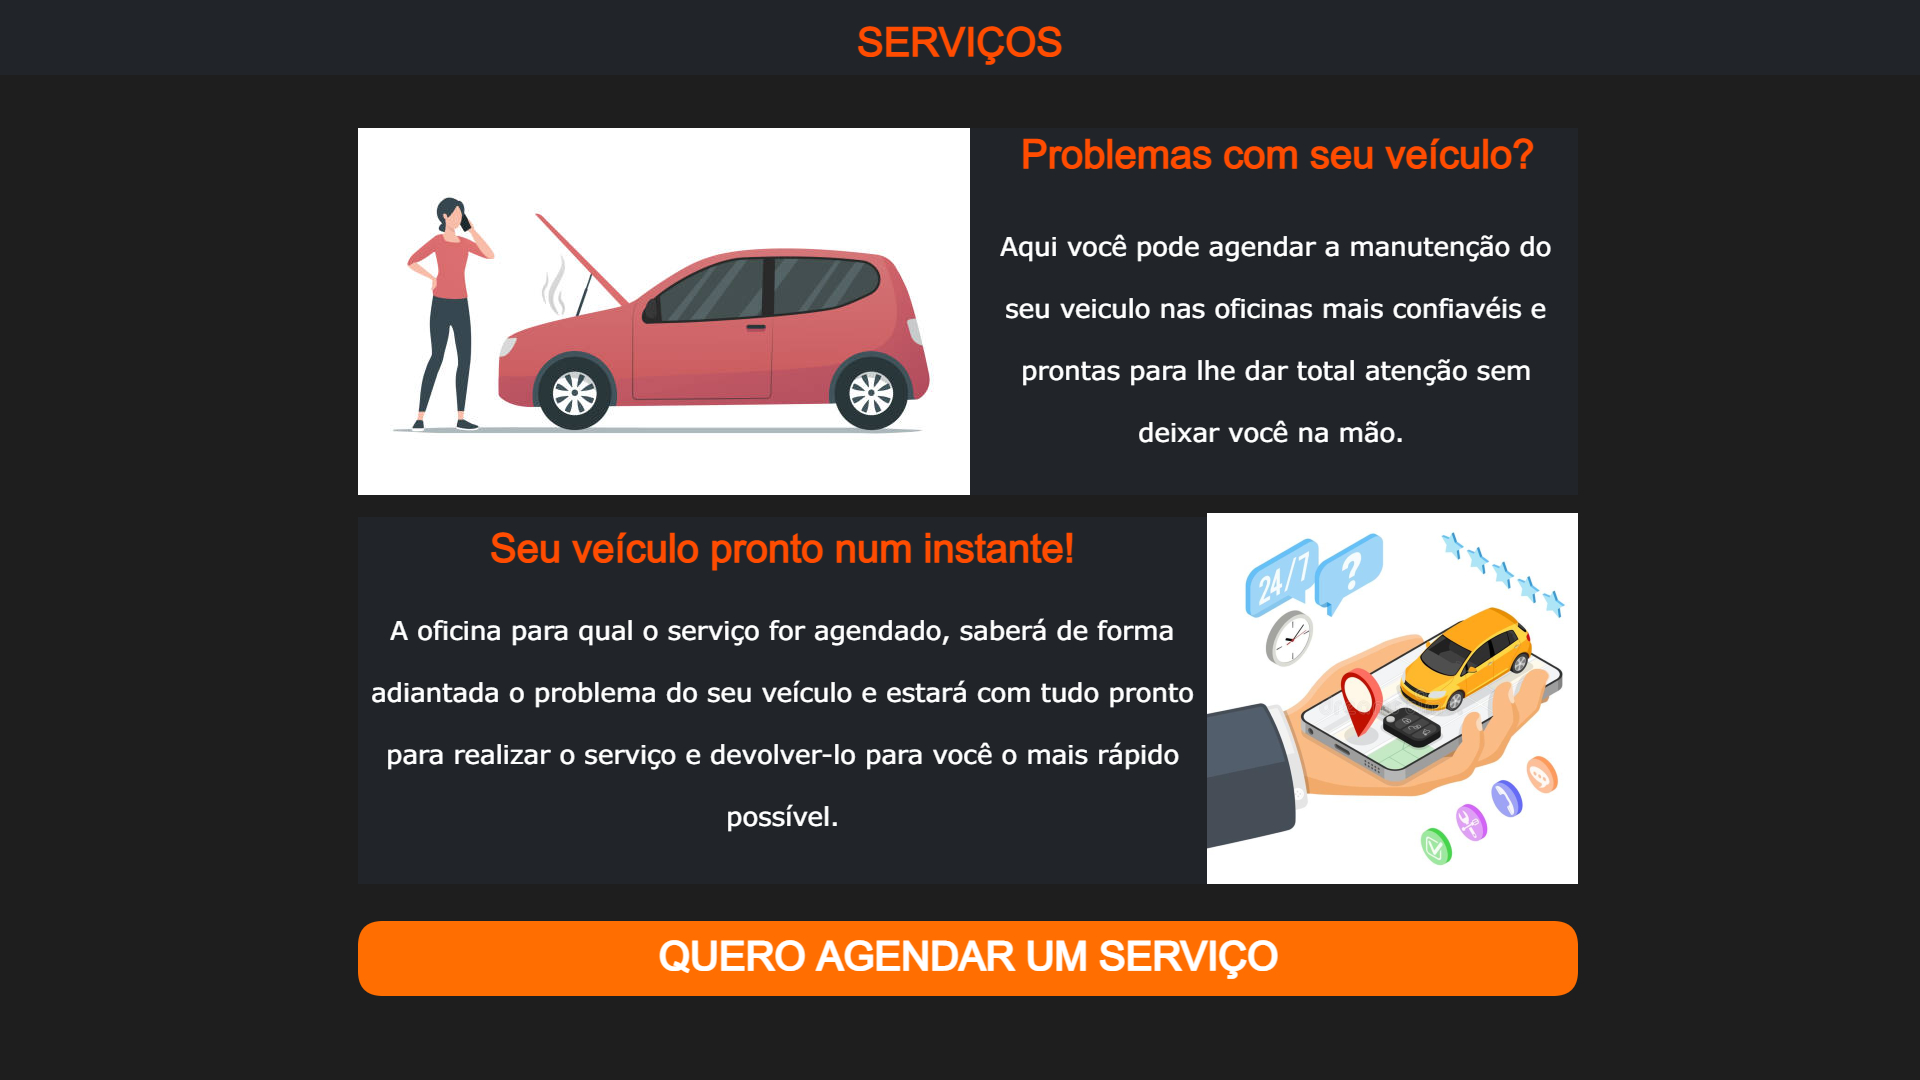 SERVIÇOS
Problemas com seu veículo?
Aqui você pode agendar a manutenção do
seu veiculo nas oficinas mais confiavéis e
prontas para lhe dar total atenção sem
deixar você na mão.
Seu veículo pronto num instante!
A oficina para qual o serviço for agendado, saberá de forma
adiantada o problema do seu veículo e estará com tudo pronto
para realizar o serviço e devolver-lo para você o mais rápido
possível.
24/7
?
QUERO AGENDAR UM SERVIÇO